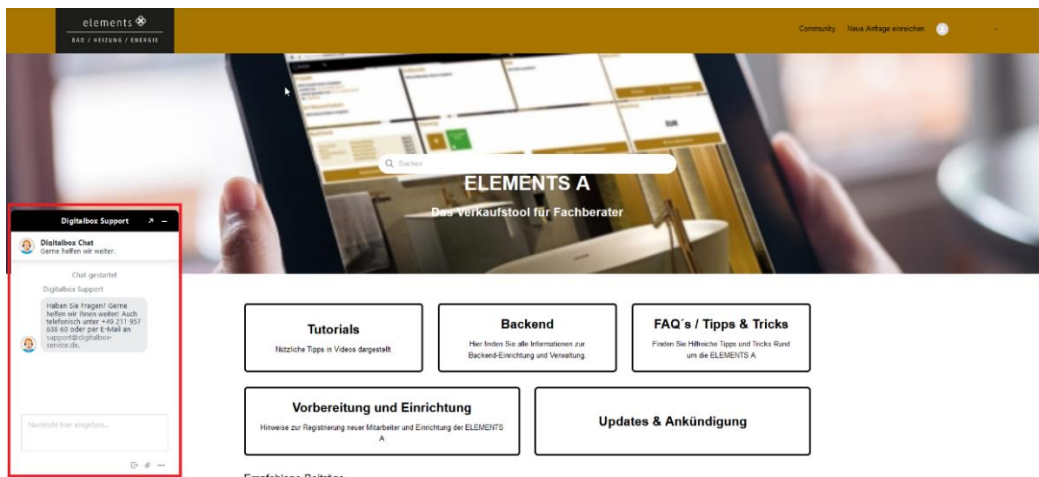 elements
BAD / HEIZUNG / ENERGIE
Community Neue Anfrage einreichen
Suchen
ELEMENTS A
Das Verkaufstool für Fachberater
Digitalbox Support
Digitalbox Chat
Gerne helfen wir weiter.
Chat gestartet
Digitalbox Support
Haben Sie Fragen? Gerne
helfen wir Ihnen weiter! Auch
telefonisch unter +49 211 957
638 60 oder per E-Mail an
support@digitalbox-
service.de.
Nachricht hier eingeben...
Tutorials
Nützliche Tipps in Videos dargestellt
Backend
Hier finden Sie alle Informationen zur
Backend-Einrichtung und Verwaltung.
FAQ´s / Tipps & Tricks
Finden Sie Hilfreiche Tipps und Tricks Rund
um die ELEMENTS A
Vorbereitung und Einrichtung
Hinweise zur Registrierung neuer Mitarbeiter und Einrichtung der ELEMENTS
A
Updates & Ankündigung
Empfohlene Beiträge